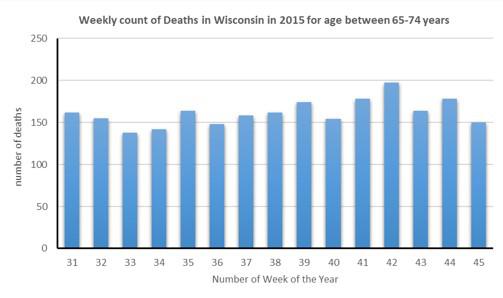 Weekly count of Deaths in Wisconsin in 2015 for age between 65-74 years
250
200
150
100
50
0
number of deaths
31 32 33 34 35 36 37 38 39 40 41 42 43 44 45
Number of Week of the Year